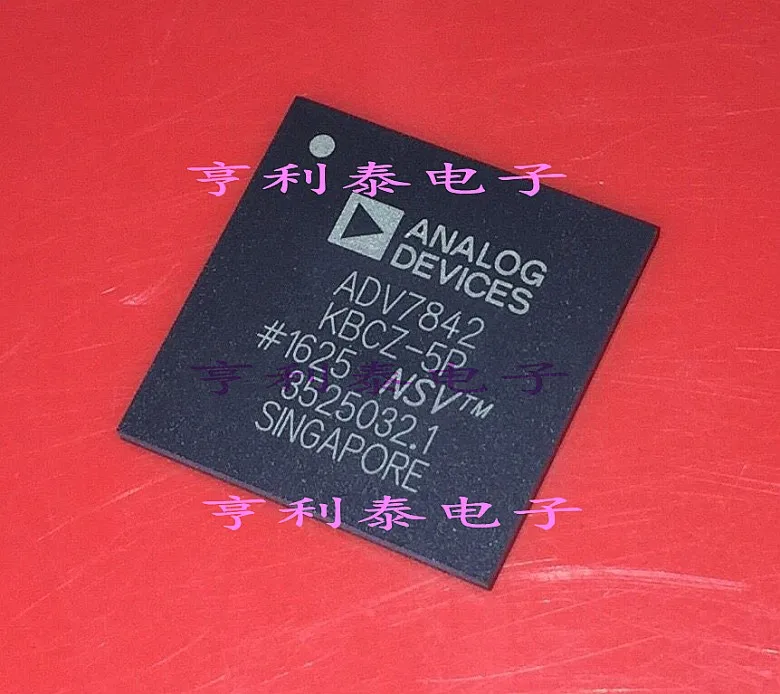 亨利泰电子
ANALOG
DEVICES
ADV7842
KBCZ-5P
#1625 NSV™
亨利泰电子
3525032.1
SINGAPORE
亨利泰电子